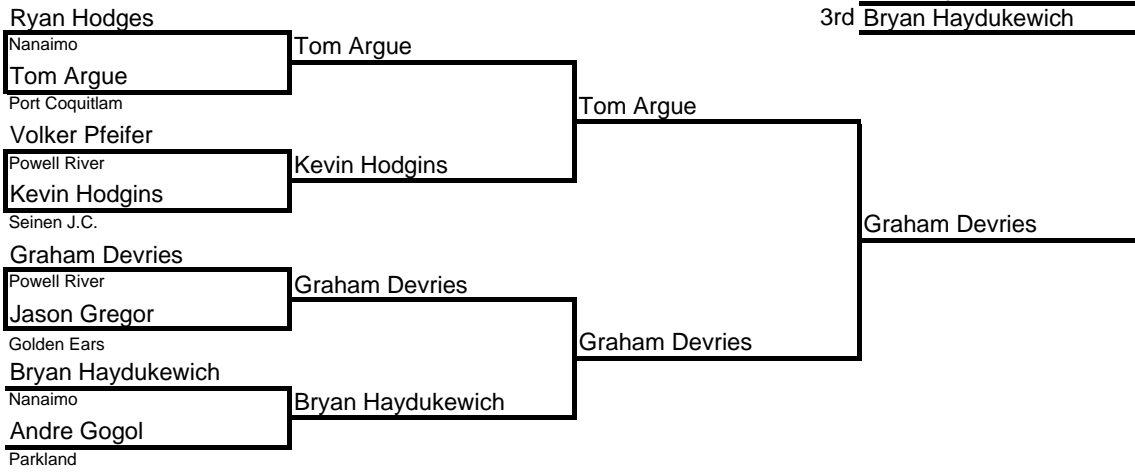 Ryan Hodges
3rd Bryan Haydukewich
Nanaimo
Tom Argue
Tom Argue
Port Coquitlam
Tom Argue
Volker Pfeifer
Powell River
Kevin Hodgins
Kevin Hodgins
Seinen J.C.
Graham Devries
Graham Devries
Powell River
Graham Devries
Jason Gregor
Golden Ears
Graham Devries
Bryan Haydukewich
Nanaimo
Bryan Haydukewich
Andre Gogol
Parkland